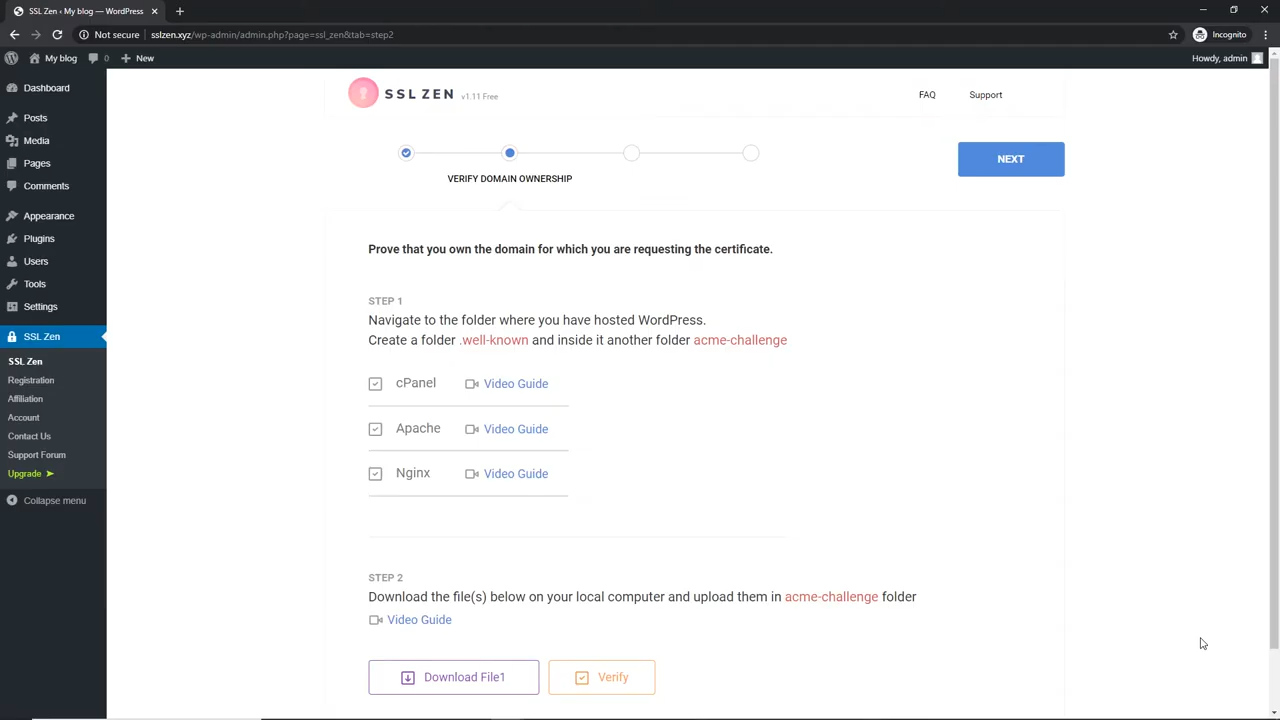 SSL Zen ‹ My blog — WordPress
Not secure | sslzen.xyz/wp-admin/admin.php?page=ssl_zen&tab=step2
Incognito
My blog 0 New
Howdy, admin
Dashboard
Posts
Media
Pages
Comments
Appearance
Plugins
Users
Tools
Settings
SSL Zen
SSL Zen
Registration
Affiliation
Account
Contact Us
Support Forum
Upgrade ➤
Collapse menu
SSL ZEN v1.11 Free
FAQ Support
VERIFY DOMAIN OWNERSHIP
NEXT
Prove that you own the domain for which you are requesting the certificate.
STEP 1
Navigate to the folder where you have hosted WordPress.
Create a folder .well-known and inside it another folder acme-challenge
cPanel Video Guide
Apache Video Guide
Nginx Video Guide
STEP 2
Download the file(s) below on your local computer and upload them in acme-challenge folder
Video Guide
Download File1 Verify